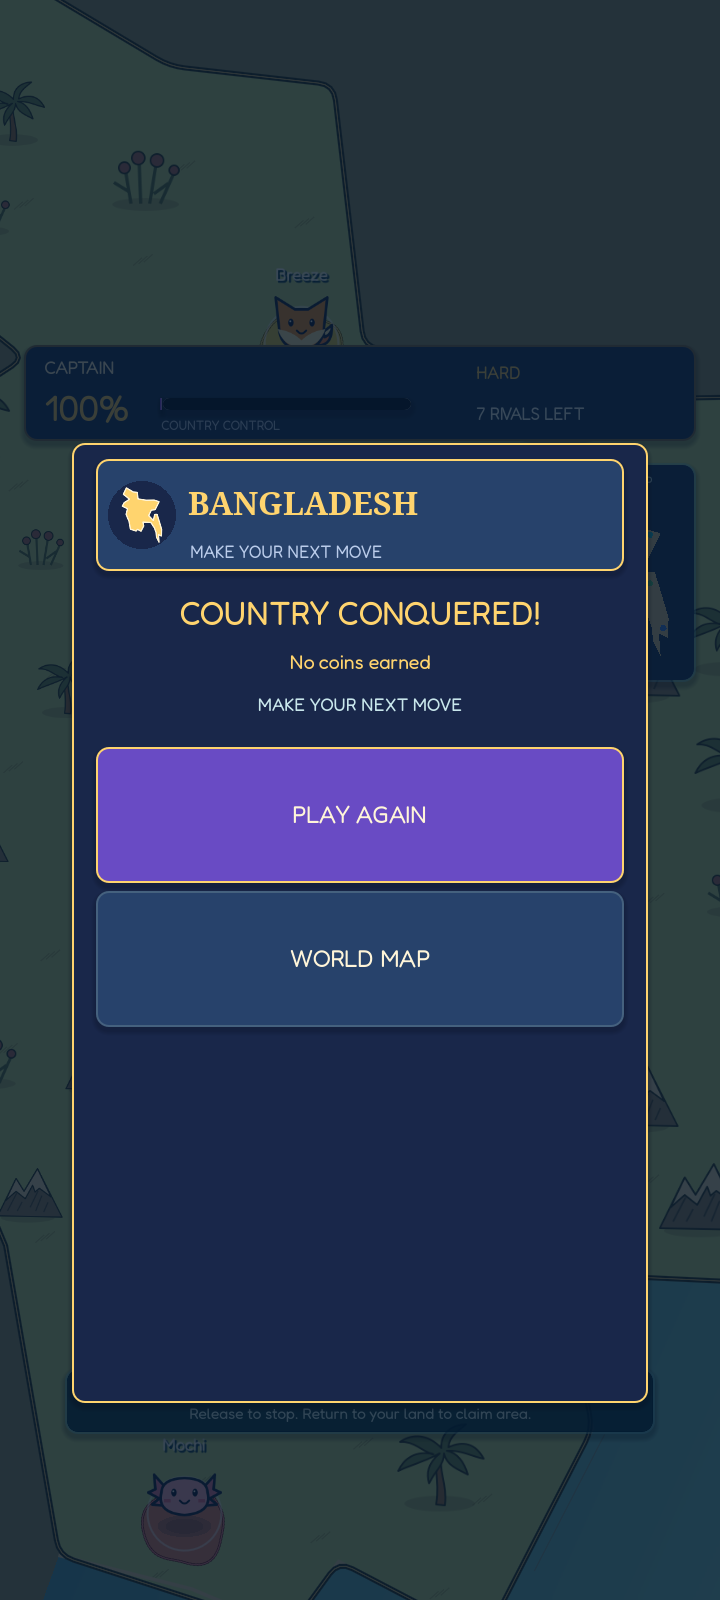 Breeze
CAPTAIN
HARD
100%
COUNTRY CONTROL
7 RIVALS LEFT
BANGLADESH
MAKE YOUR NEXT MOVE
COUNTRY CONQUERED!
No coins earned
MAKE YOUR NEXT MOVE
PLAY AGAIN
WORLD MAP
Release to stop. Return to your land to claim area.
Mochi